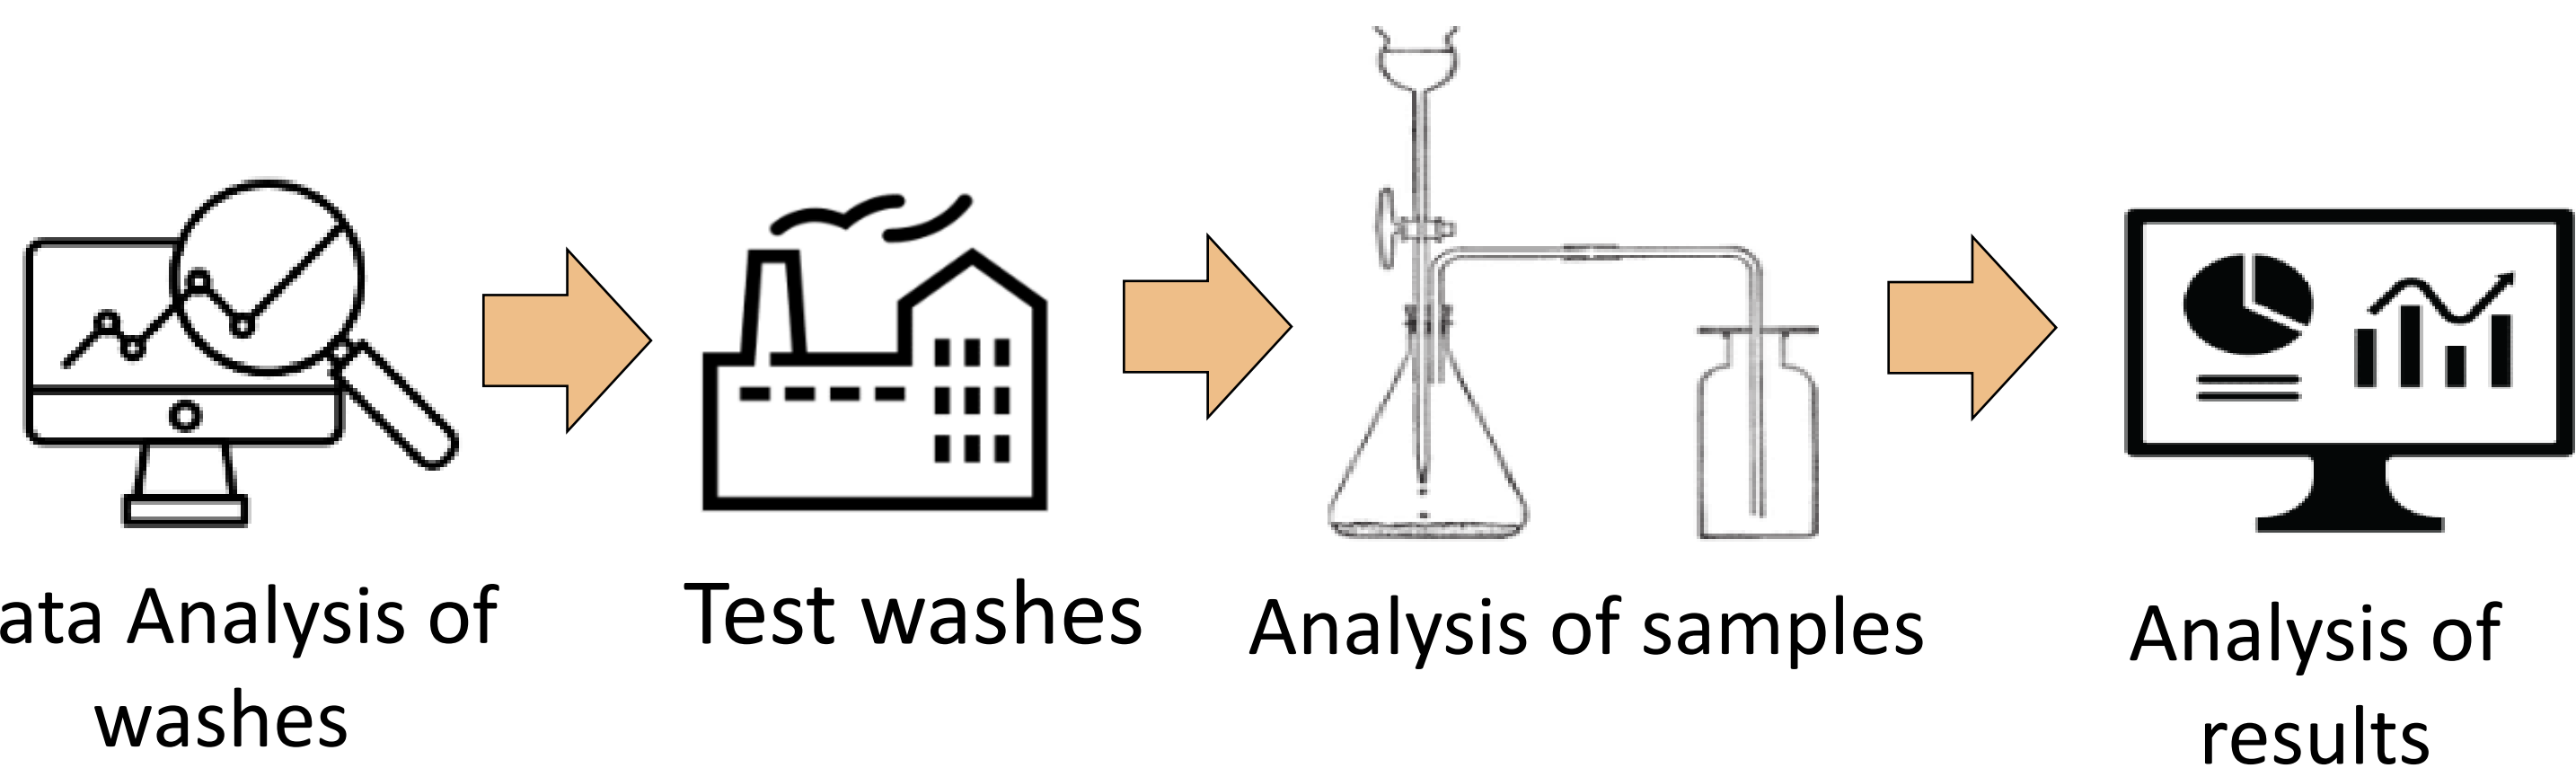 ata Analysis of
washes
Test washes
Analysis of samples
Analysis of
results